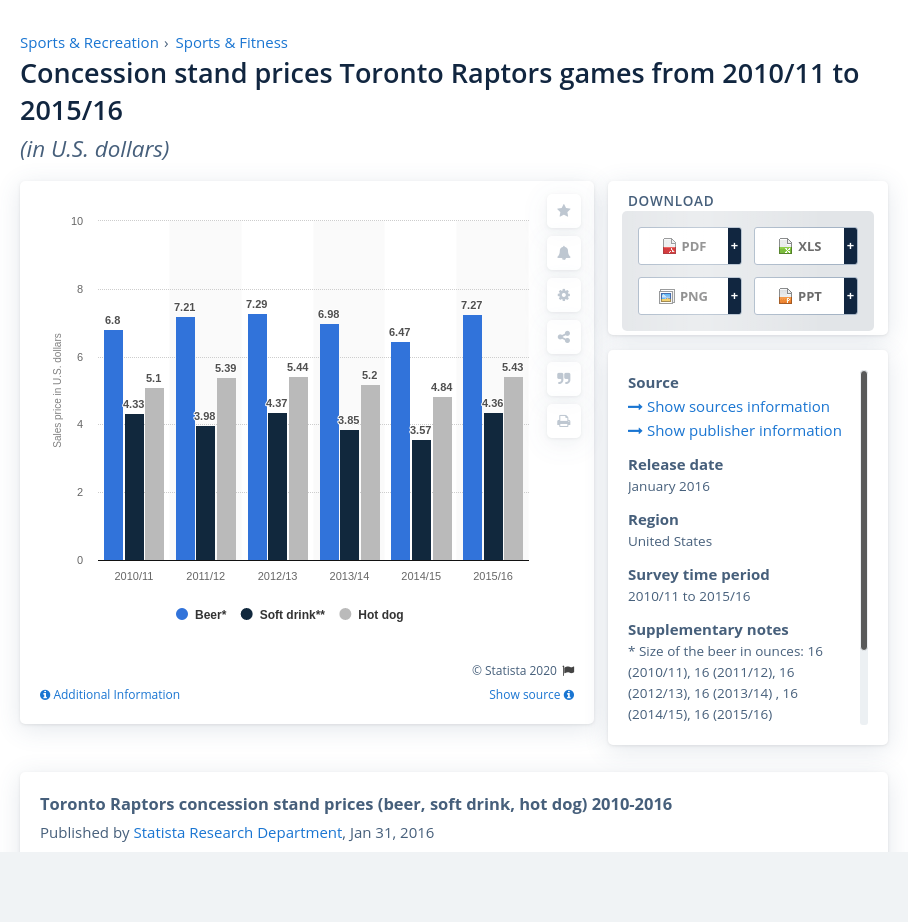 Sports & Recreation › Sports & Fitness
Concession stand prices Toronto Raptors games from 2010/11 to
2015/16
(in U.S. dollars)
10
8
6
4
2
0
Sales price in U.S. dollars
6.8
4.33
5.1
7.21
3.98
5.39
7.29
4.37
5.44
6.98
3.85
5.2
6.47
3.57
4.84
7.27
4.36
5.43
2010/11 2011/12 2012/13 2013/14 2014/15 2015/16
Beer* Soft drink** Hot dog
© Statista 2020
Additional Information Show source
DOWNLOAD
PDF + XLS +
PNG + PPT +
Source
Show sources information
Show publisher information
Release date
January 2016
Region
United States
Survey time period
2010/11 to 2015/16
Supplementary notes
* Size of the beer in ounces: 16
(2010/11), 16 (2011/12), 16
(2012/13), 16 (2013/14) , 16
(2014/15), 16 (2015/16)
Toronto Raptors concession stand prices (beer, soft drink, hot dog) 2010-2016
Published by Statista Research Department, Jan 31, 2016